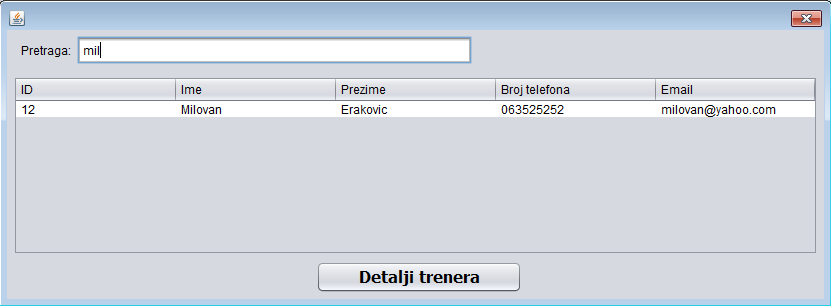 Pretraga: mil
ID Ime Prezime Broj telefona Email
12 Milovan Erakovic 063525252 milovan@yahoo.com
Detalji trenera